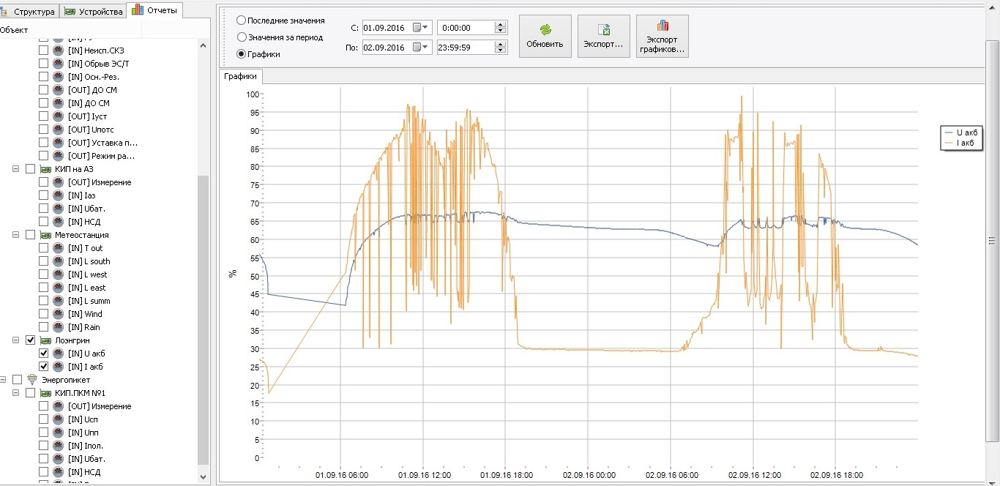 Структура
Устройства
Отчеты
Объект
[IN] Неисп.СКЗ
[IN] Обрыв ЭС/Т
[IN] Осн.-Рез.
[OUT] ДО СМ
[IN] ДО СМ
[OUT] Iуст
[OUT] Uпотс
[OUT] Уставка п...
[OUT] Режим ра...
КИП на АЗ
[OUT] Измерение
[IN] Iаз
[IN] Uбат.
[IN] НСД
Метеостанция
[IN] T out
[IN] L south
[IN] L west
[IN] L east
[IN] L summ
[IN] Wind
[IN] Rain
Лоэнгрин
[IN] U акб
[IN] I акб
Энергопикет
КИП.ПКМ №1
[OUT] Измерение
[IN] Uсп
[IN] Uпп
[IN] Iпол.
[IN] Uбат.
[IN] НСД
Последние значения
Значения за период
Графики
С: 01.09.2016 0:00:00
По: 02.09.2016 23:59:59
Обновить
Экспорт...
Экспорт
графиков...
Графики
100
95
90
85
80
75
70
65
60
55
50
45
40
35
30
25
20
15
10
5
0
%
01.09.16 06:00 01.09.16 12:00 01.09.16 18:00 02.09.16 00:00 02.09.16 06:00 02.09.16 12:00 02.09.16 18:00
U акб
I акб